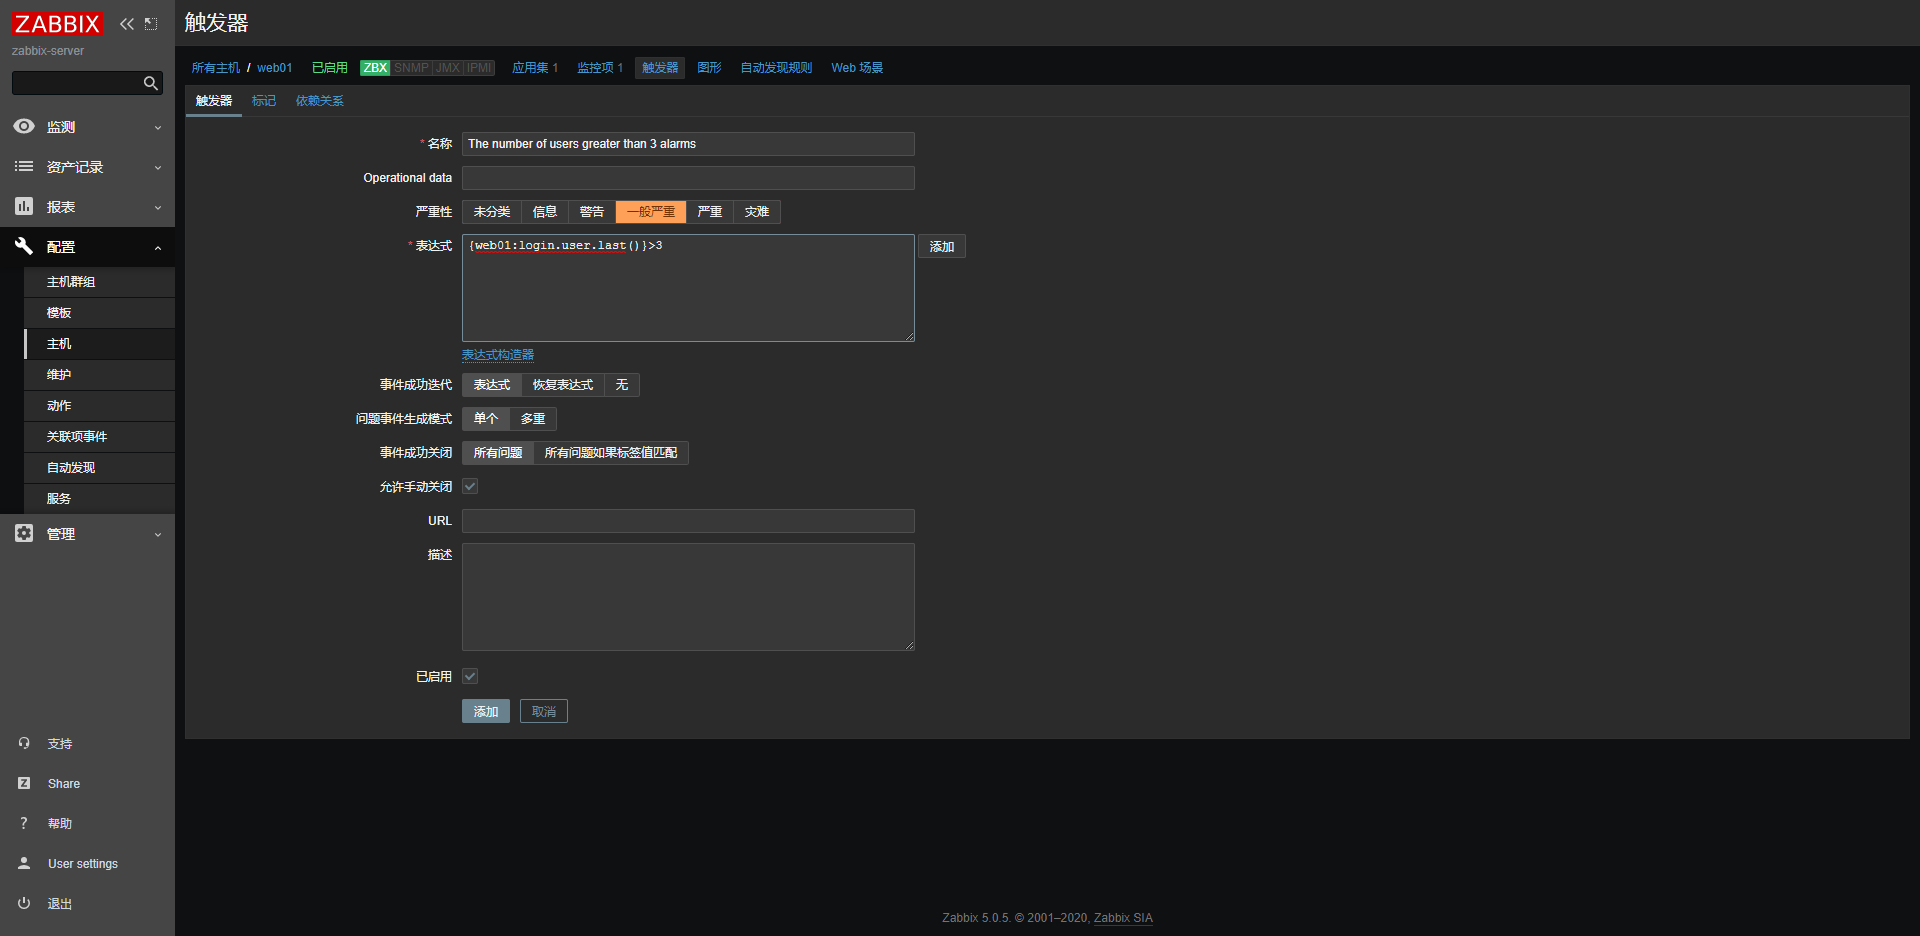 ZABBIX
zabbix-server
监测
资产记录
报表
配置
主机群组
模板
主机
维护
动作
关联项事件
自动发现
服务
管理
支持
Z Share
? 帮助
User settings
退出
触发器
所有主机 / web01 已启用 ZBX SNMP JMX IPMI 应用集 1 监控项 1 触发器 图形 自动发现规则 Web 场景
触发器 标记 依赖关系
* 名称 The number of users greater than 3 alarms
Operational data
严重性 未分类 信息 警告 一般严重 严重 灾难
* 表达式 {web01:login.user.last()}>3 添加
表达式构造器
事件成功迭代 表达式 恢复表达式 无
问题事件生成模式 单个 多重
事件成功关闭 所有问题 所有问题如果标签值匹配
允许手动关闭
URL
描述
已启用
添加 取消
Zabbix 5.0.5. © 2001–2020, Zabbix SIA